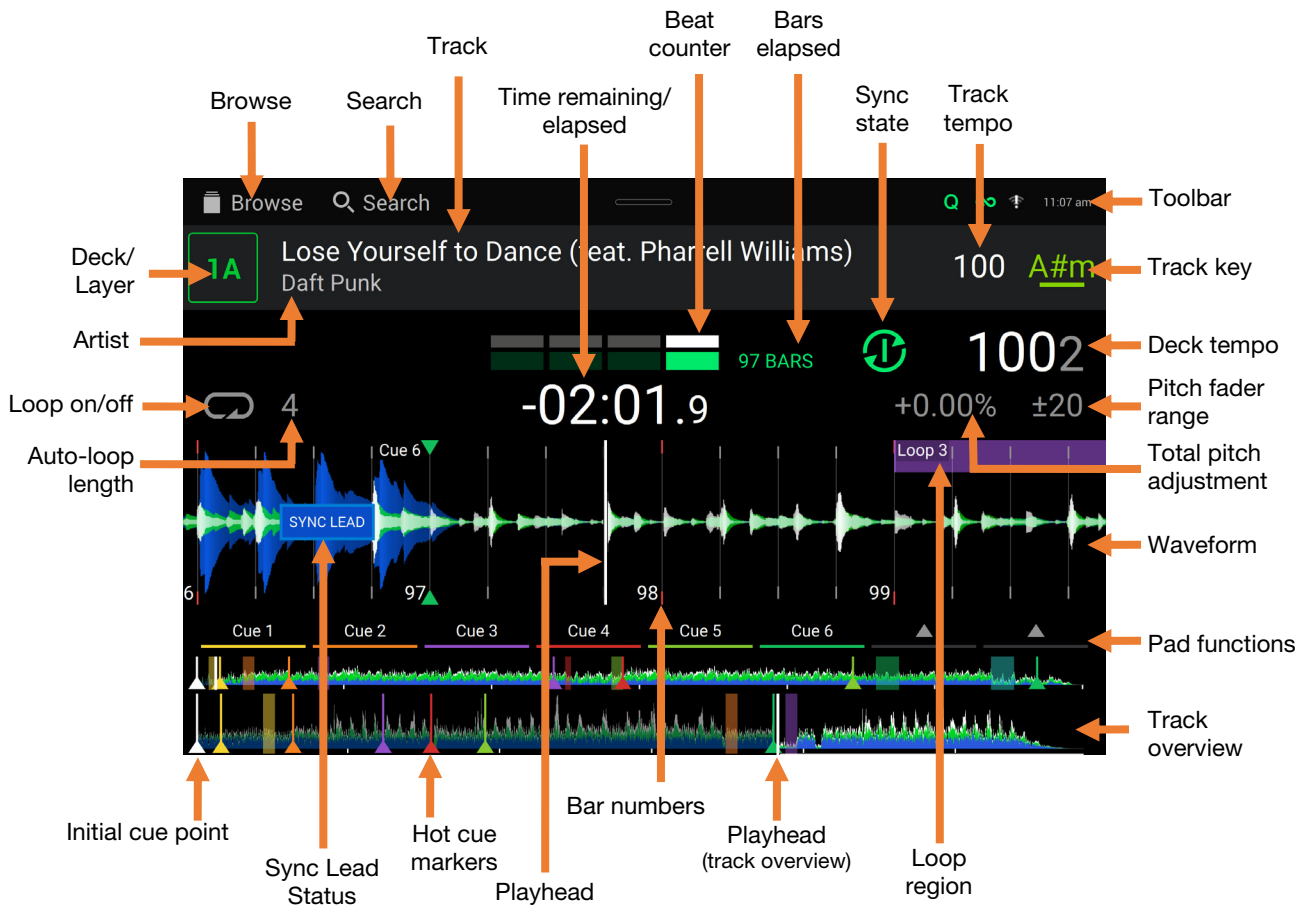 Beat
counter
Bars
elapsed
Track
Browse
Search
Time remaining/
elapsed
Sync
state
Track
tempo
Browse
Search
Q
11:07 am
Toolbar
Deck/
Layer
1A
Lose Yourself to Dance (feat. Pharrell Williams)
Daft Punk
100
A#m
Track key
Artist
97 BARS
1002
Deck tempo
Loop on/off
4
-02:01.9
+0.00%
±20
Pitch fader
range
Auto-loop
length
Cue 6
Loop 3
Total pitch
adjustment
SYNC LEAD
Waveform
6
97
98
99
Cue 1
Cue 2
Cue 3
Cue 4
Cue 5
Cue 6
Pad functions
Track
overview
Initial cue point
Sync Lead
Status
Hot cue
markers
Playhead
Bar numbers
Playhead
(track overview)
Loop
region